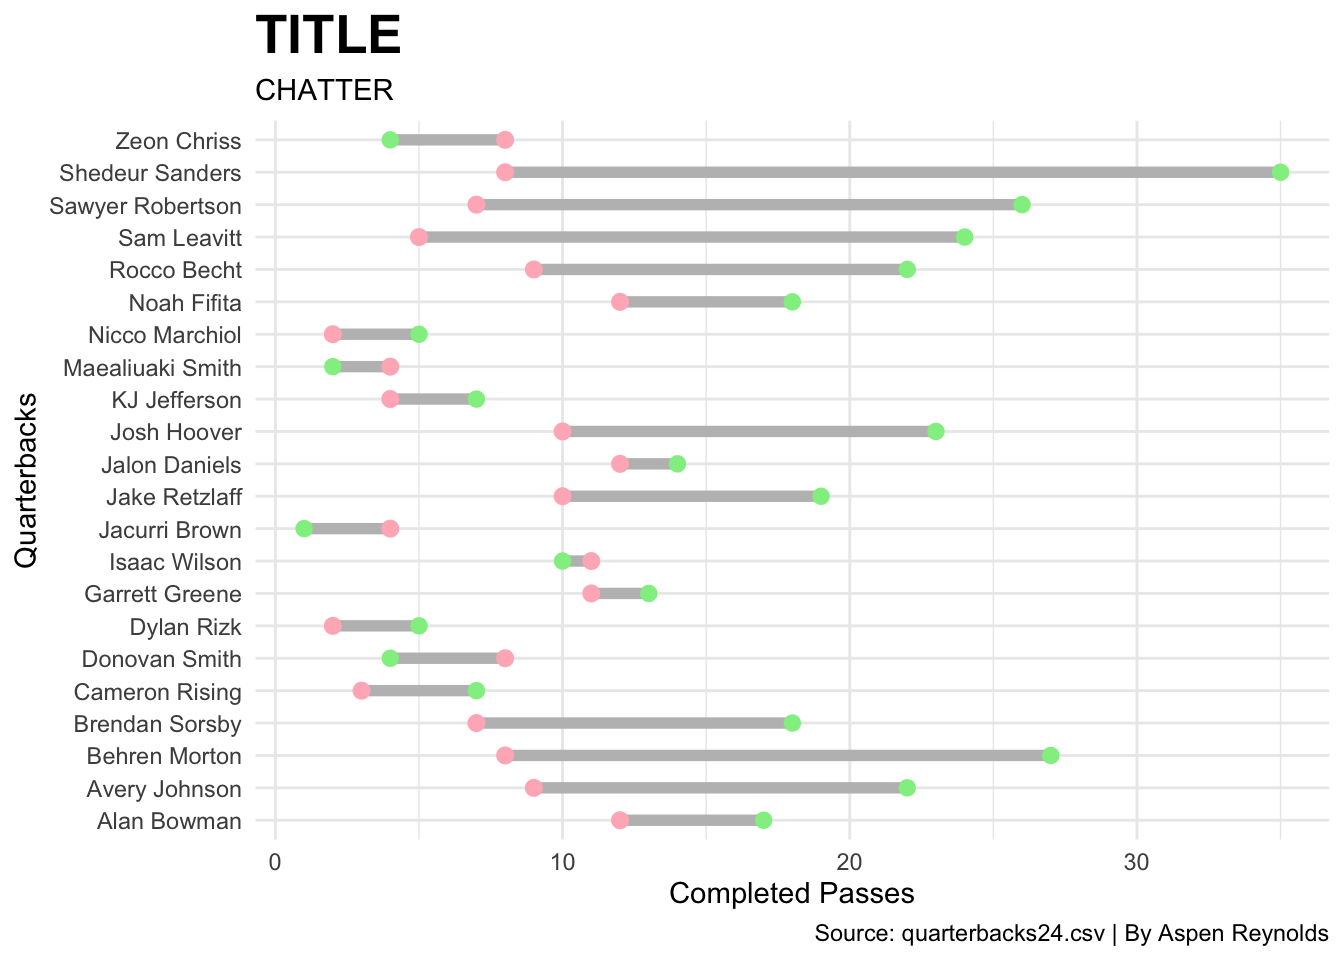 TITLE
CHATTER
Zeon Chriss
Shedeur Sanders
Sawyer Robertson
Sam Leavitt
Rocco Becht
Noah Fifita
Nicco Marchiol
Maealiuaki Smith
KJ Jefferson
Josh Hoover
Jalon Daniels
Jake Retzlaff
Jacurri Brown
Isaac Wilson
Garrett Greene
Dylan Rizk
Donovan Smith
Cameron Rising
Brendan Sorsby
Behren Morton
Avery Johnson
Alan Bowman
Quarterbacks
0 10 20 30
Completed Passes
Source: quarterbacks24.csv | By Aspen Reynolds